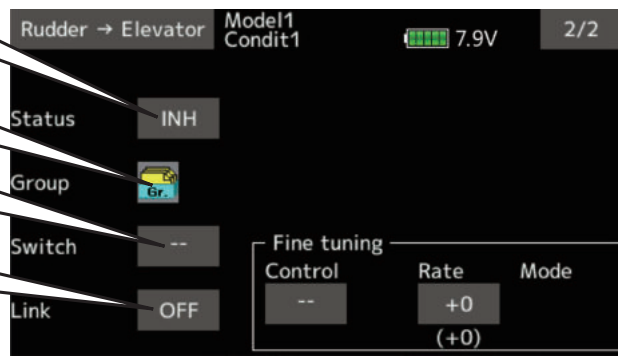 Rudder → Elevator
Model1
Condit1
7.9V
2/2
Status INH
Group Gr.
Switch --
Link OFF
Fine tuning
Control Rate Mode
-- +0
(+0)